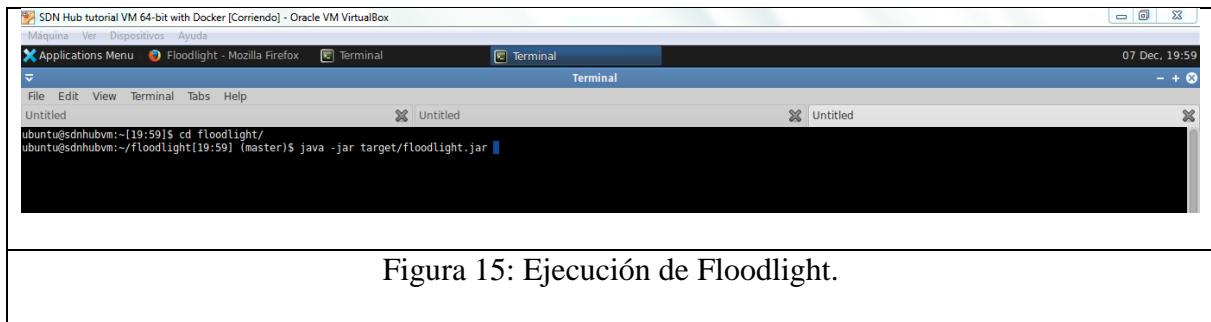 SDN Hub tutorial VM 64-bit with Docker [Corriendo] - Oracle VM VirtualBox
Máquina Ver Dispositivos Ayuda
Applications Menu Floodlight - Mozilla Firefox Terminal Terminal 07 Dec, 19:59
Terminal
File Edit View Terminal Tabs Help
Untitled Untitled Untitled
ubuntu@sdnhubvm:~[19:59]$ cd floodlight/
ubuntu@sdnhubvm:~/floodlight[19:59] (master)$ java -jar target/floodlight.jar
Figura 15: Ejecución de Floodlight.